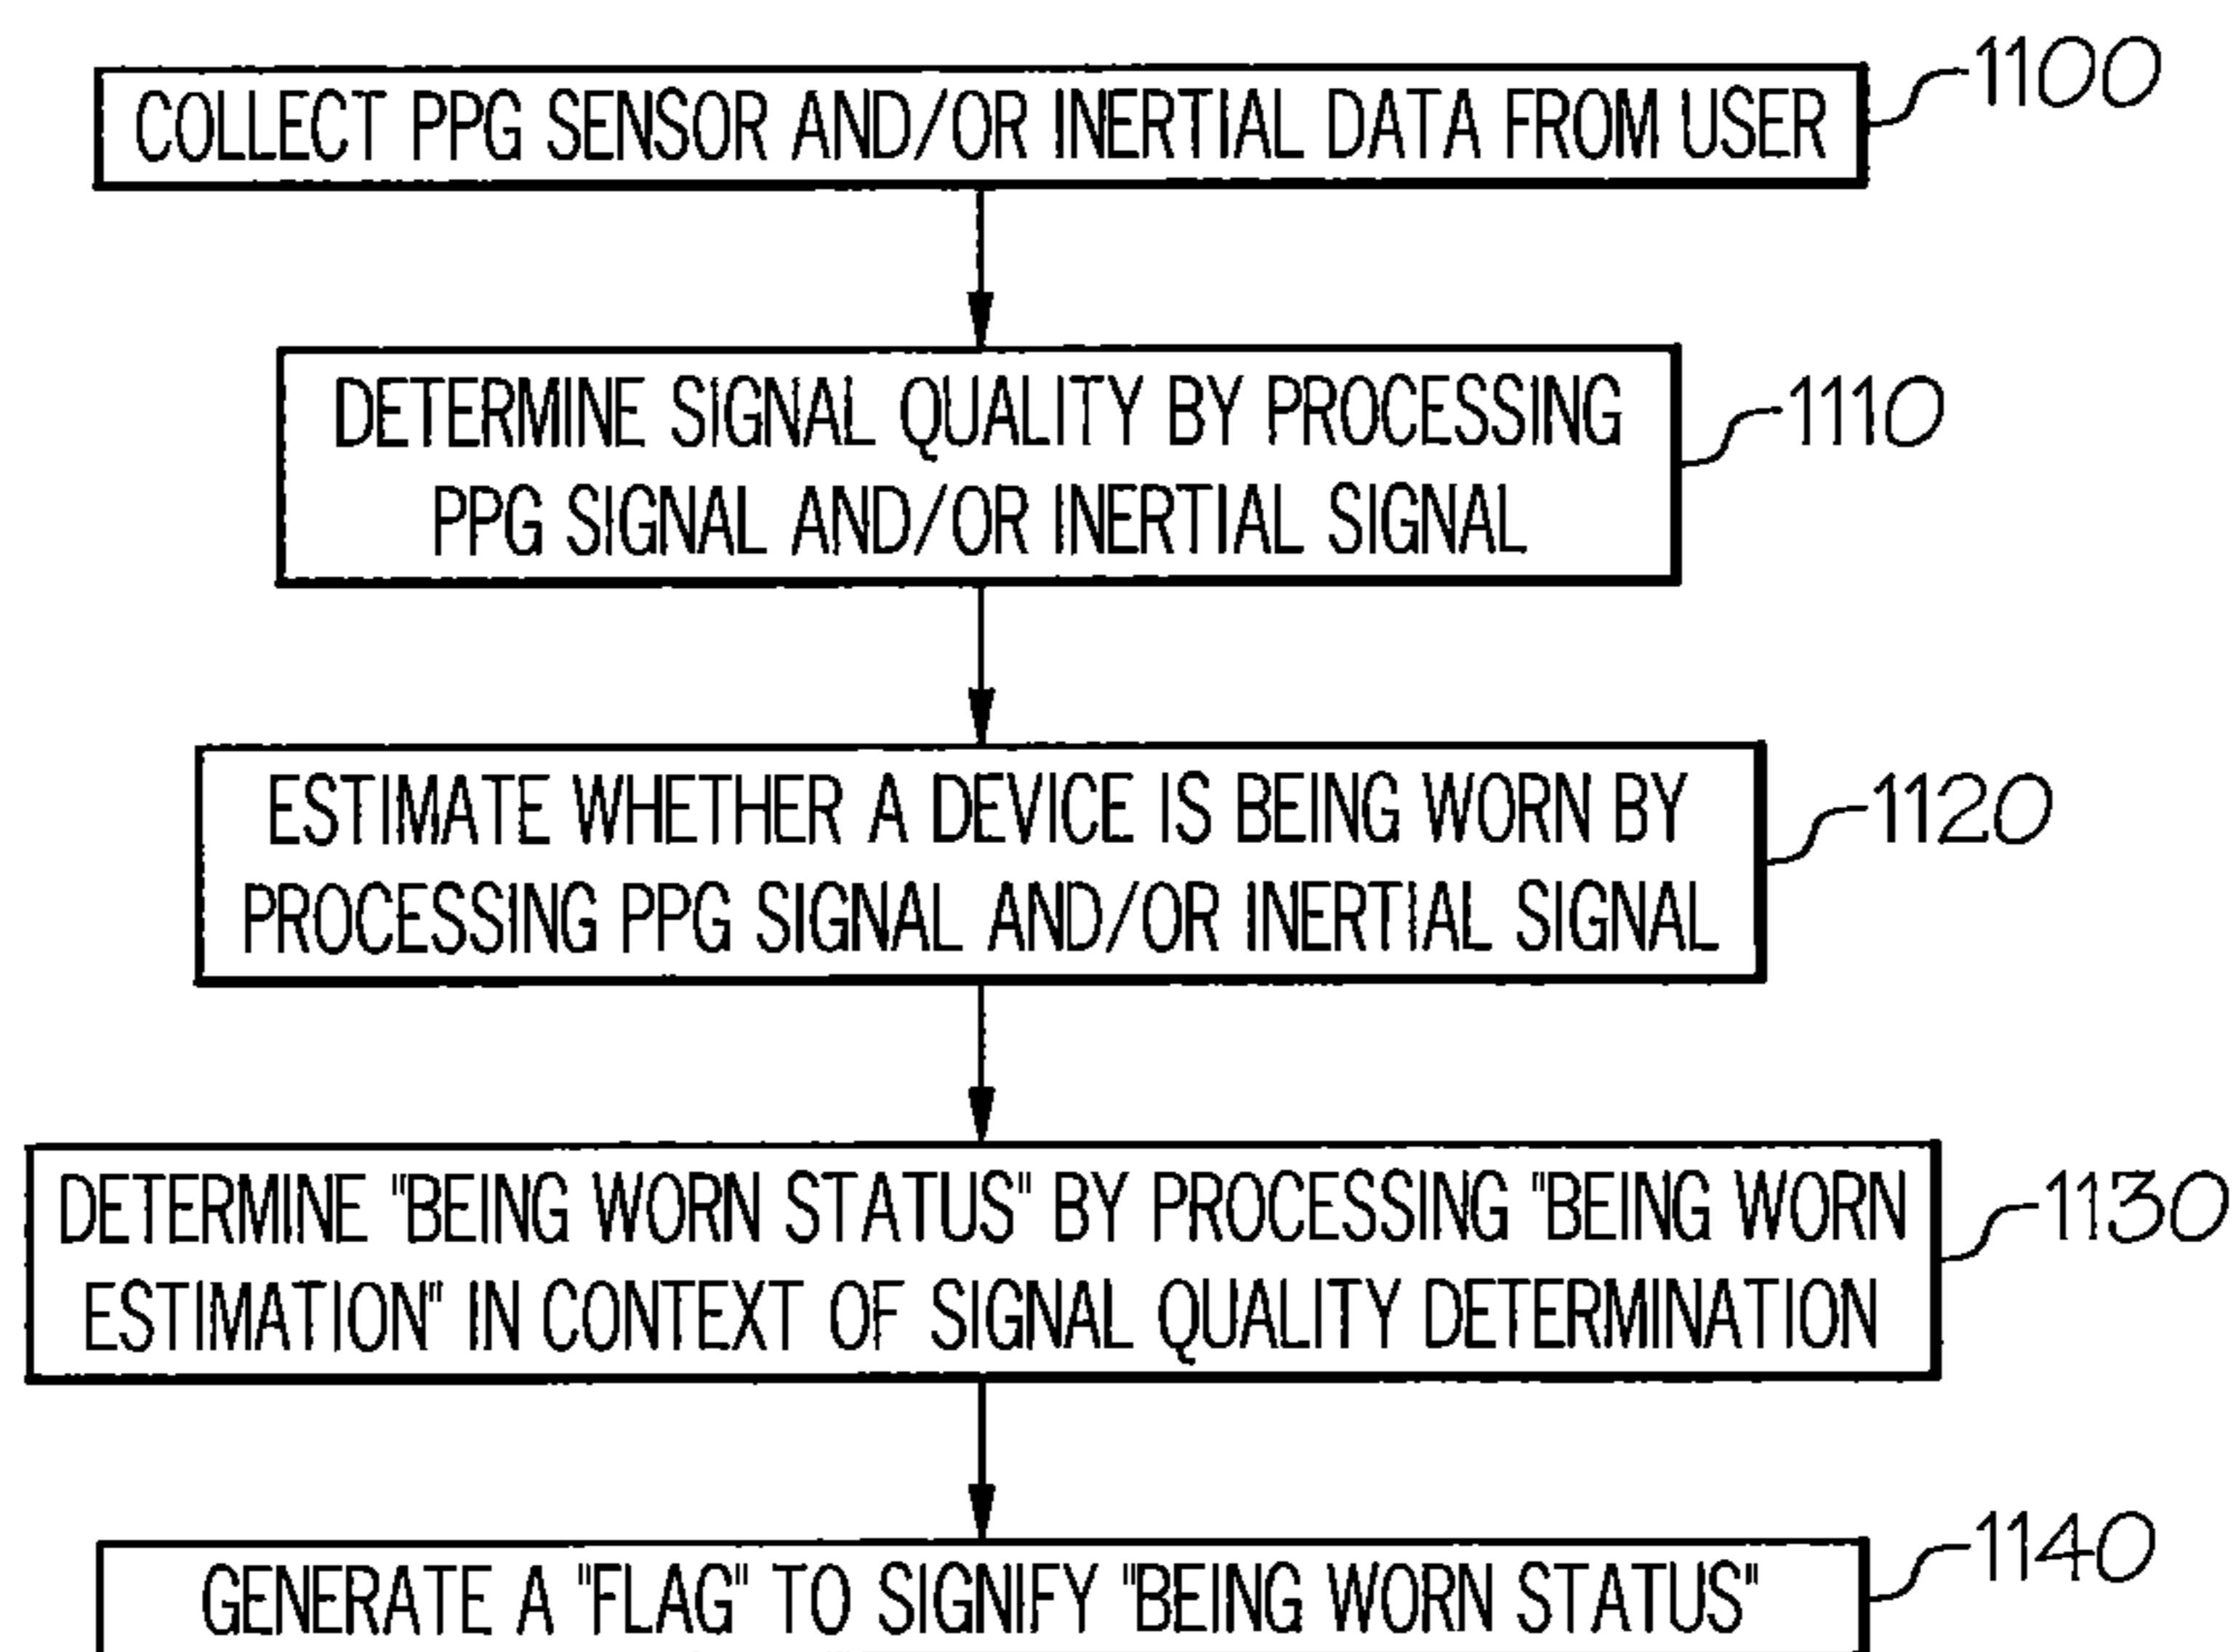 COLLECT PPG SENSOR AND/OR INERTIAL DATA FROM USER
1100
DETERMINE SIGNAL QUALITY BY PROCESSING
PPG SIGNAL AND/OR INERTIAL SIGNAL
1110
ESTIMATE WHETHER A DEVICE IS BEING WORN BY
PROCESSING PPG SIGNAL AND/OR INERTIAL SIGNAL
1120
DETERMINE "BEING WORN STATUS" BY PROCESSING "BEING WORN
ESTIMATION" IN CONTEXT OF SIGNAL QUALITY DETERMINATION
1130
GENERATE A "FLAG" TO SIGNIFY "BEING WORN STATUS"
1140